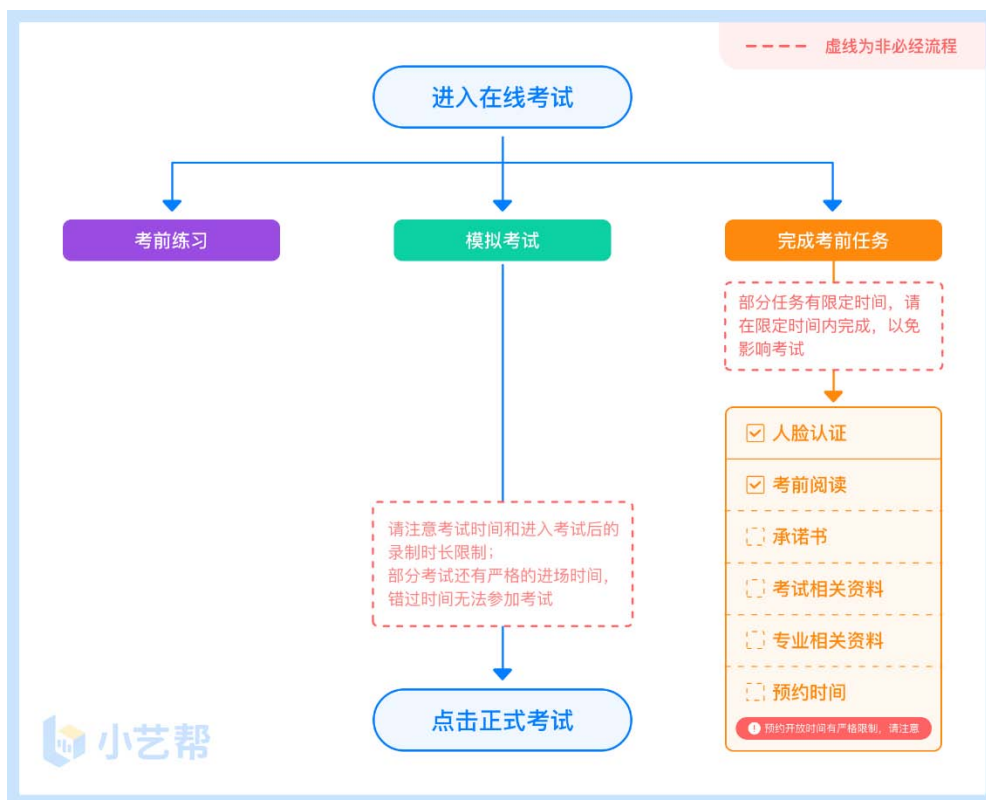 虚线为非必经流程
进入在线考试
考前练习
模拟考试
完成考前任务
部分任务有限定时间，请
在限定时间内完成，以免
影响考试
人脸认证
考前阅读
承诺书
考试相关资料
专业相关资料
预约时间
预约开放时间有严格限制，请注意
请注意考试时间和进入考试后的
录制时长限制；
部分考试还有严格的进场时间，
错过时间无法参加考试
点击正式考试
小艺帮